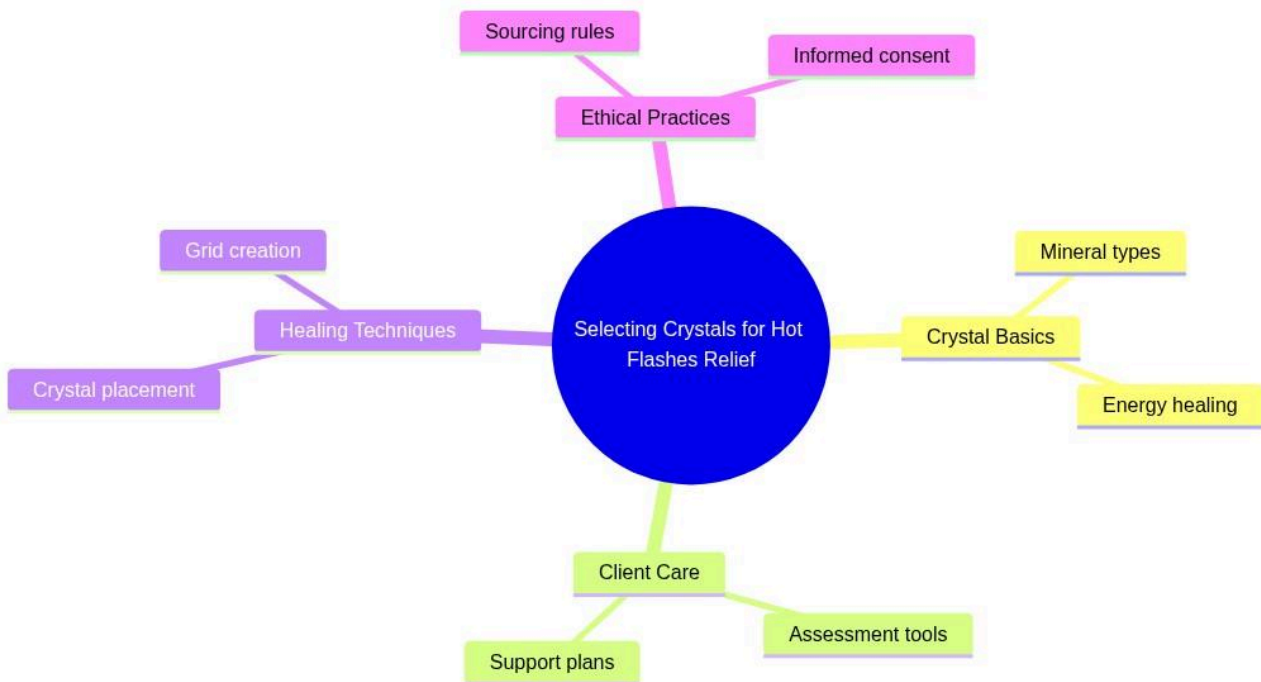 Sourcing rules
Informed consent
Ethical Practices
Grid creation
Mineral types
Healing Techniques
Selecting Crystals for Hot
Flashes Relief
Crystal Basics
Crystal placement
Energy healing
Client Care
Assessment tools
Support plans